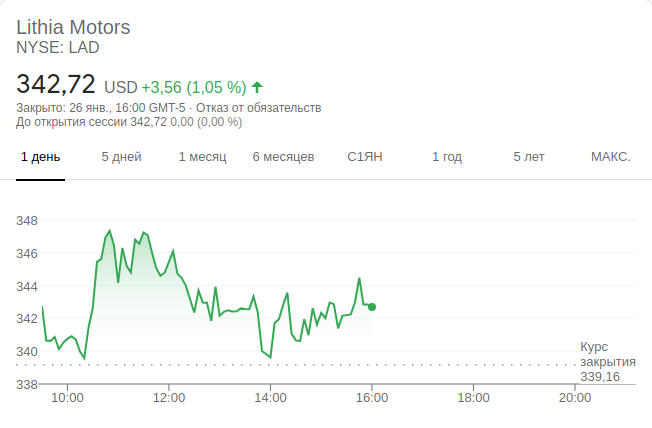 Lithia Motors
NYSE: LAD
342,72 USD +3,56 (1,05 %)
Закрыто: 26 янв., 16:00 GMT-5 · Отказ от обязательств
До открытия сессии 342,72 0,00 (0,00 %)
1 день 5 дней 1 месяц 6 месяцев С1ЯН 1 год 5 лет МАКС.
348
346
344
342
340
338
Курс
закрытия
339,16
10:00 12:00 14:00 16:00 18:00 20:00